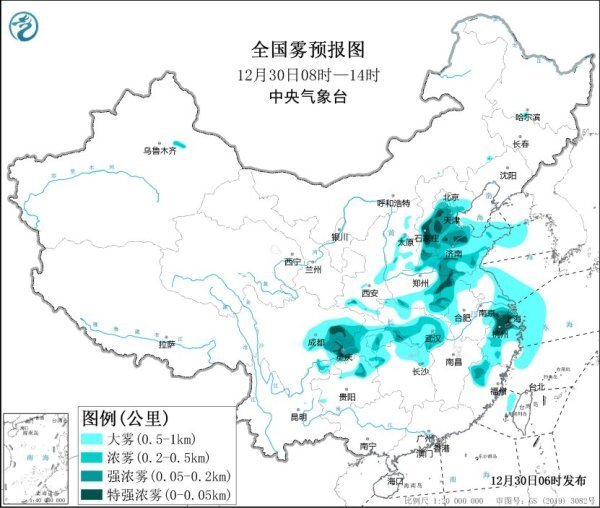 全国雾预报图
12月30日08时—14时
中央气象台
哈尔滨
长春
沈阳
乌鲁木齐
呼和浩特
北京
天津
石家庄
太原
银川
济南
西宁
兰州
郑州
西安
合肥
南京
上海
杭州
成都
重庆
武汉
拉萨
南昌
长沙
贵阳
福州
台北
昆明
南宁
广州
香港
澳门
海口
南海
图例(公里)
大雾(0.5-1km)
浓雾(0.2-0.5km)
强浓雾(0.05-0.2km)
特强浓雾(0-0.05km)
12月30日06时发布
比例尺 1:20 000 000 审图号: GS (2019) 3082号